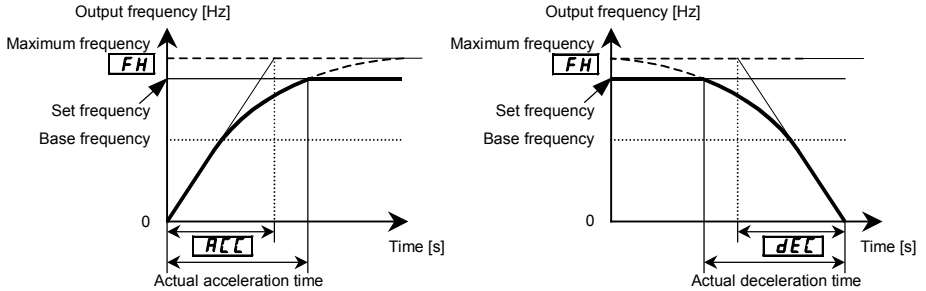 Output frequency [Hz]
Maximum frequency
FH
Set frequency
Base frequency
0
ACC
Time [s]
Actual acceleration time
Output frequency [Hz]
Maximum frequency
FH
Set frequency
Base frequency
0
dEC
Time [s]
Actual deceleration time